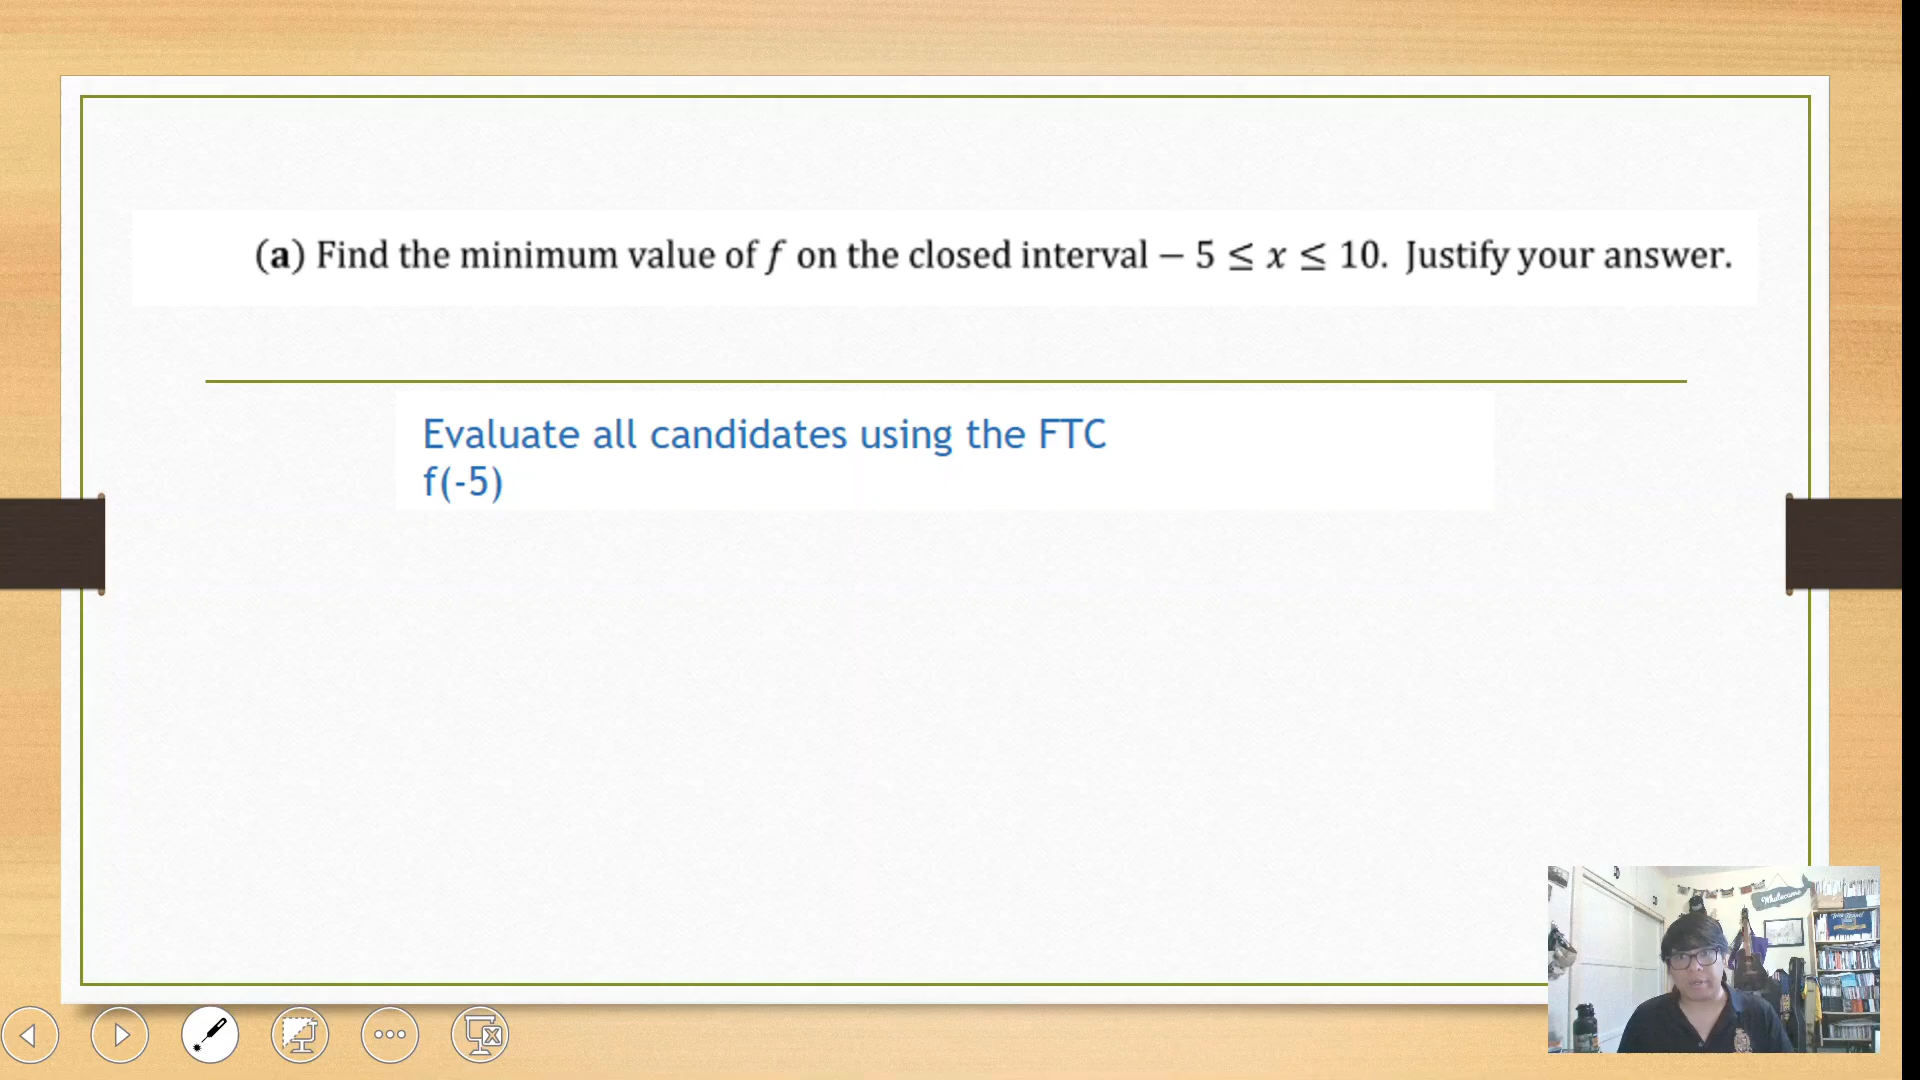 (a) Find the minimum value of f on the closed interval − 5 ≤ x ≤ 10. Justify your answer.
Evaluate all candidates using the FTC
f(-5)